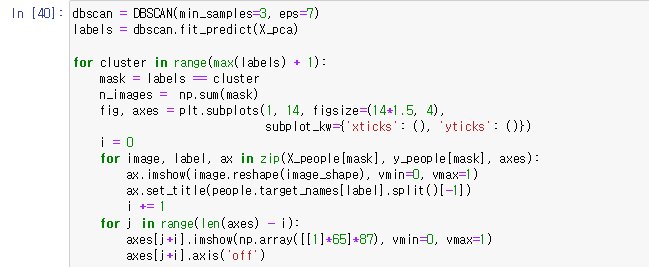 In [40]: dbscan = DBSCAN(min_samples=3, eps=7)
labels = dbscan.fit_predict(X_pca)

for cluster in range(max(labels) + 1):
    mask = labels == cluster
    n_images =  np.sum(mask)
    fig, axes = plt.subplots(1, 14, figsize=(14*1.5, 4),
                             subplot_kw={'xticks': (), 'yticks': ()})
    i = 0
    for image, label, ax in zip(X_people[mask], y_people[mask], axes):
        ax.imshow(image.reshape(image_shape), vmin=0, vmax=1)
        ax.set_title(people.target_names[label].split()[-1])
        i += 1
    for j in range(len(axes) - i):
        axes[j+i].imshow(np.array([[1]*65]*87), vmin=0, vmax=1)
        axes[j+i].axis('off')